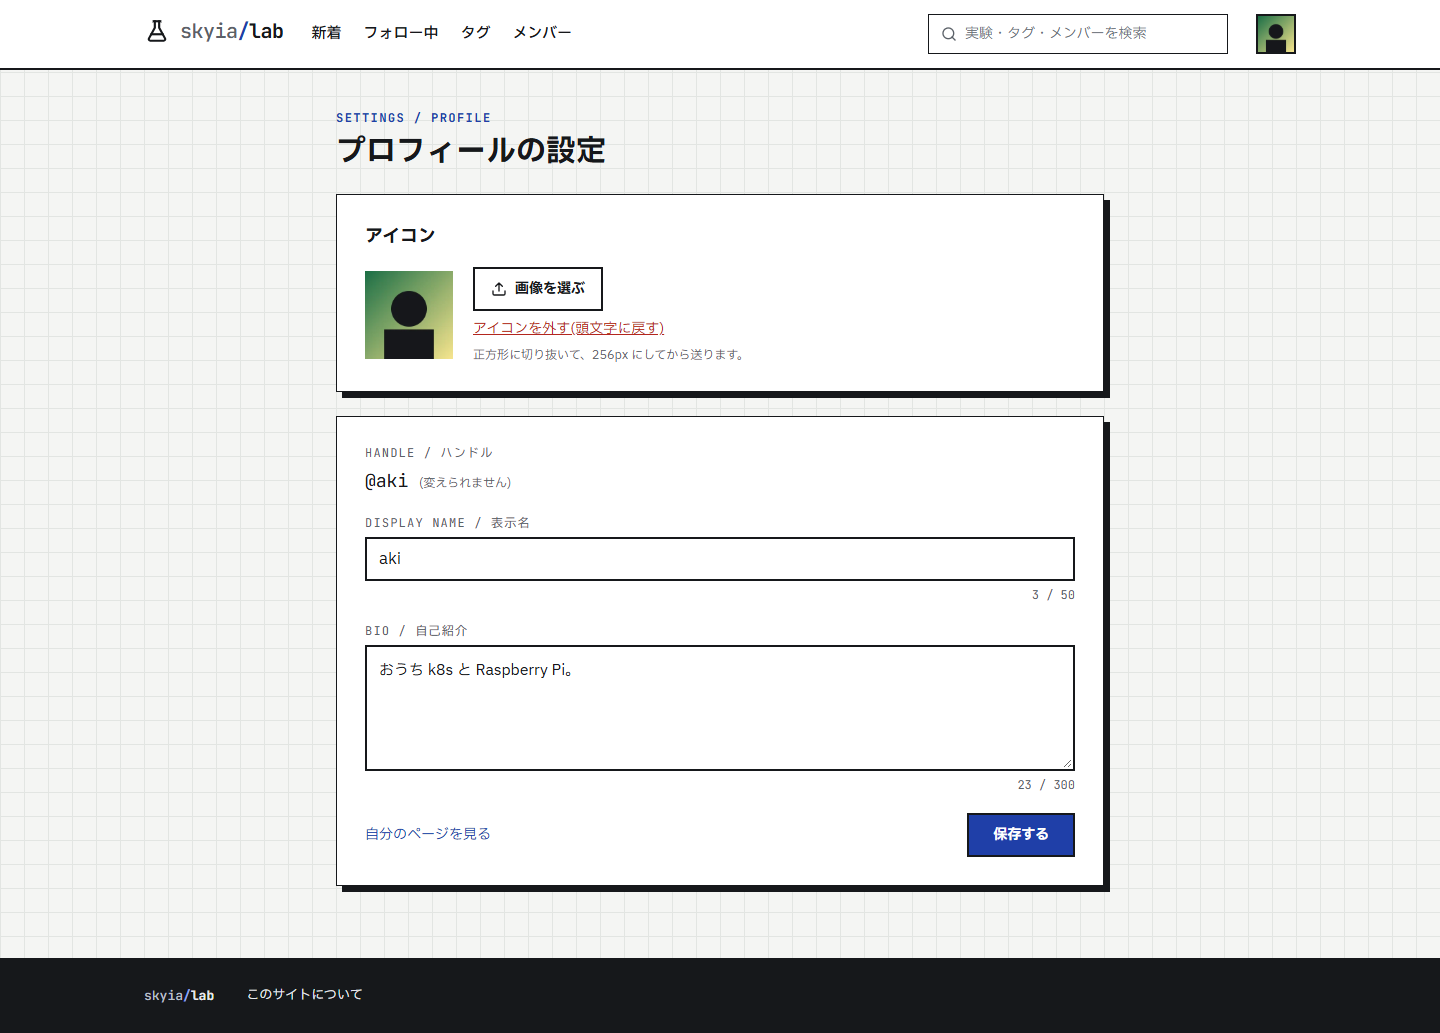 skyia/lab 新着 フォロー中 タグ メンバー 実験・タグ・メンバーを検索
SETTINGS / PROFILE
プロフィールの設定
アイコン
画像を選ぶ
アイコンを外す(頭文字に戻す)
正方形に切り抜いて、256px にしてから送ります。
HANDLE / ハンドル
@aki (変えられません)
DISPLAY NAME / 表示名
aki
3 / 50
BIO / 自己紹介
おうち k8s と Raspberry Pi。
23 / 300
自分のページを見る 保存する
skyia/lab このサイトについて